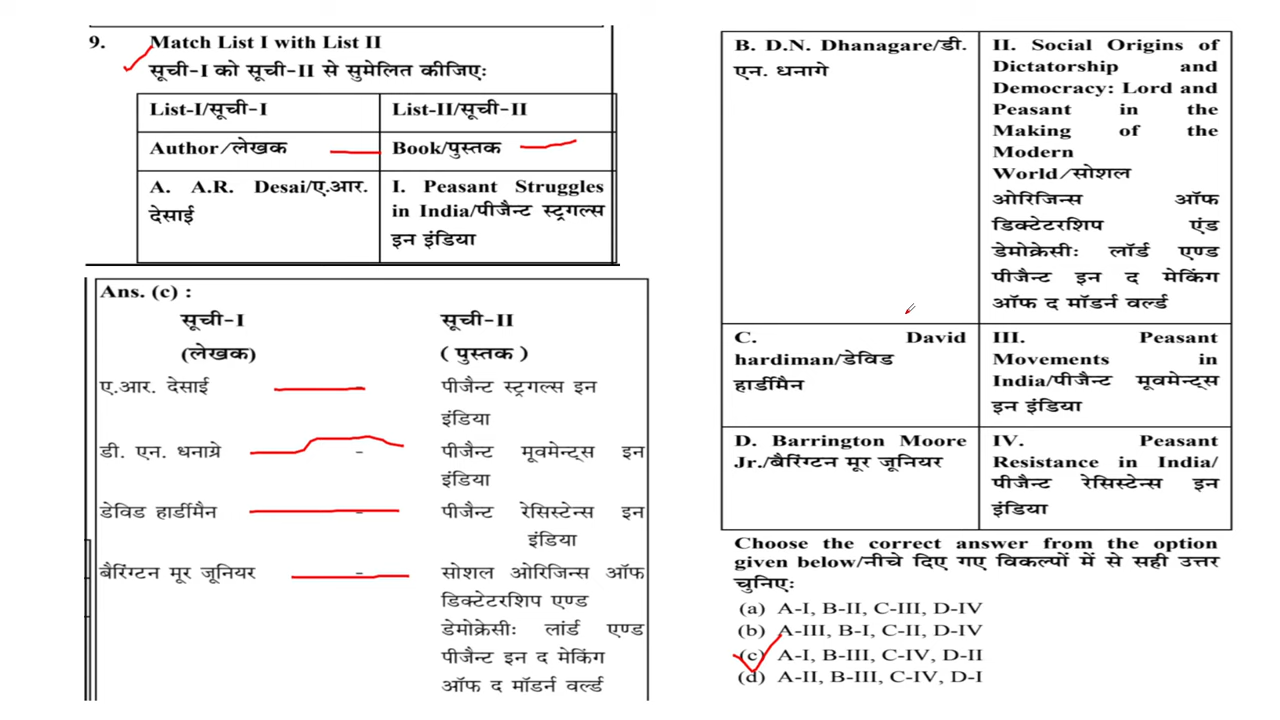 9. Match List I with List II
सूची-I को सूची-II से सुमेलित कीजिए:
List-I/सूची-I List-II/सूची-II
Author/लेखक Book/पुस्तक
A. A.R. Desai/ए.आर. I. Peasant Struggles
देसाई in India/पीजैन्ट स्ट्रगल्स
इन इंडिया
Ans. (c) :
सूची-I सूची-II
(लेखक) ( पुस्तक )
ए.आर. देसाई - पीजैन्ट स्ट्रगल्स इन
इंडिया
डी. एन. धनाग्रे - पीजैन्ट मूवमेन्ट्स इन
इंडिया
डेविड हार्डीमैन - पीजैन्ट रेसिस्टेन्स इन
इंडिया
बैरिंग्टन मूर जूनियर - सोशल ओरिजिन्स ऑफ
डिक्टेटरशिप एण्ड
डेमोक्रेसीः लांर्ड एण्ड
पीजैन्ट इन द मेकिंग
ऑफ द मॉडर्न वर्ल्ड
B. D.N. Dhanagare/डी. II. Social Origins of
एन. धनागे Dictatorship and
Democracy: Lord and
Peasant in the
Making of the
Modern
World/सोशल
ओरिजिन्स ऑफ
डिक्टेटरशिप एंड
डेमोक्रेसीः लॉर्ड एण्ड
पीजैन्ट इन द मेकिंग
ऑफ द मॉडर्न वर्ल्ड
C. David III. Peasant
hardiman/डेविड Movements in
हार्डीमैन India/पीजैन्ट मूवमेन्ट्स
इन इंडिया
D. Barrington Moore IV. Peasant
Jr./बैरिंग्टन मूर जूनियर Resistance in India/
पीजैन्ट रेसिस्टेन्स इन
इंडिया
Choose the correct answer from the option
given below/नीचे दिए गए विकल्पों में से सही उत्तर
चुनिए:
(a) A-I, B-II, C-III, D-IV
(b) A-III, B-I, C-II, D-IV
(c) A-I, B-III, C-IV, D-II
(d) A-II, B-III, C-IV, D-I